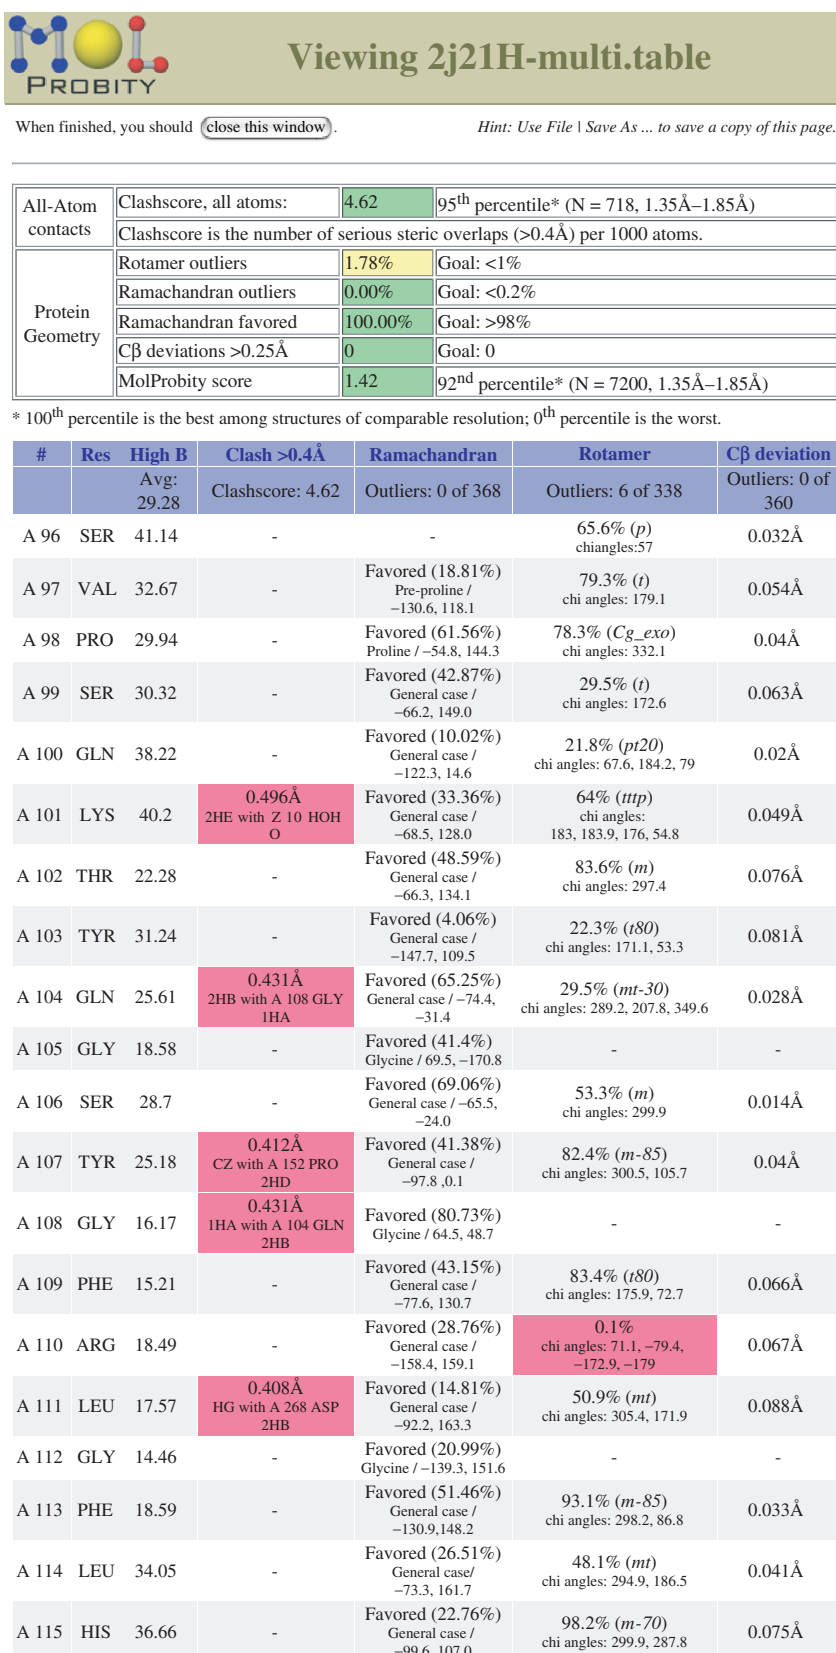 MOL
PROBITY
Viewing 2j21H-multi.table
When finished, you should close this window . Hint: Use File | Save As ... to save a copy of this page.
All-Atom contacts
Clashscore, all atoms: 4.62 95th percentile* (N = 718, 1.35Å–1.85Å)
Clashscore is the number of serious steric overlaps (>0.4Å) per 1000 atoms.
Protein Geometry
Rotamer outliers 1.78% Goal: <1%
Ramachandran outliers 0.00% Goal: <0.2%
Ramachandran favored 100.00% Goal: >98%
Cβ deviations >0.25Å 0 Goal: 0
MolProbity score 1.42 92nd percentile* (N = 7200, 1.35Å–1.85Å)
* 100th percentile is the best among structures of comparable resolution; 0th percentile is the worst.
# Res High B Clash >0.4Å Ramachandran Rotamer Cβ deviation
Avg: 29.28 Clashscore: 4.62 Outliers: 0 of 368 Outliers: 6 of 338 Outliers: 0 of 360
A 96 SER 41.14 - - 65.6% (p) chiangles:57 0.032Å
A 97 VAL 32.67 - Favored (18.81%) Pre-proline / −130.6, 118.1 79.3% (t) chi angles: 179.1 0.054Å
A 98 PRO 29.94 - Favored (61.56%) Proline / −54.8, 144.3 78.3% (Cg_exo) chi angles: 332.1 0.04Å
A 99 SER 30.32 - Favored (42.87%) General case / −66.2, 149.0 29.5% (t) chi angles: 172.6 0.063Å
A 100 GLN 38.22 - Favored (10.02%) General case / −122.3, 14.6 21.8% (pt20) chi angles: 67.6, 184.2, 79 0.02Å
A 101 LYS 40.2 0.496Å 2HE with Z 10 HOH O Favored (33.36%) General case / −68.5, 128.0 64% (tttp) chi angles: 183, 183.9, 176, 54.8 0.049Å
A 102 THR 22.28 - Favored (48.59%) General case / −66.3, 134.1 83.6% (m) chi angles: 297.4 0.076Å
A 103 TYR 31.24 - Favored (4.06%) General case / −147.7, 109.5 22.3% (t80) chi angles: 171.1, 53.3 0.081Å
A 104 GLN 25.61 0.431Å 2HB with A 108 GLY 1HA Favored (65.25%) General case / −74.4, −31.4 29.5% (mt-30) chi angles: 289.2, 207.8, 349.6 0.028Å
A 105 GLY 18.58 - Favored (41.4%) Glycine / 69.5, −170.8 - -
A 106 SER 28.7 - Favored (69.06%) General case / −65.5, −24.0 53.3% (m) chi angles: 299.9 0.014Å
A 107 TYR 25.18 0.412Å CZ with A 152 PRO 2HD Favored (41.38%) General case / −97.8 ,0.1 82.4% (m-85) chi angles: 300.5, 105.7 0.04Å
A 108 GLY 16.17 0.431Å 1HA with A 104 GLN 2HB Favored (80.73%) Glycine / 64.5, 48.7 - -
A 109 PHE 15.21 - Favored (43.15%) General case / −77.6, 130.7 83.4% (t80) chi angles: 175.9, 72.7 0.066Å
A 110 ARG 18.49 - Favored (28.76%) General case / −158.4, 159.1 0.1% chi angles: 71.1, −79.4, −172.9, −179 0.067Å
A 111 LEU 17.57 0.408Å HG with A 268 ASP 2HB Favored (14.81%) General case / −92.2, 163.3 50.9% (mt) chi angles: 305.4, 171.9 0.088Å
A 112 GLY 14.46 - Favored (20.99%) Glycine / −139.3, 151.6 - -
A 113 PHE 18.59 - Favored (51.46%) General case / −130.9,148.2 93.1% (m-85) chi angles: 298.2, 86.8 0.033Å
A 114 LEU 34.05 - Favored (26.51%) General case/ −73.3, 161.7 48.1% (mt) chi angles: 294.9, 186.5 0.041Å
A 115 HIS 36.66 - Favored (22.76%) General case / −99.6, 107.0 98.2% (m-70) chi angles: 299.9, 287.8 0.075Å